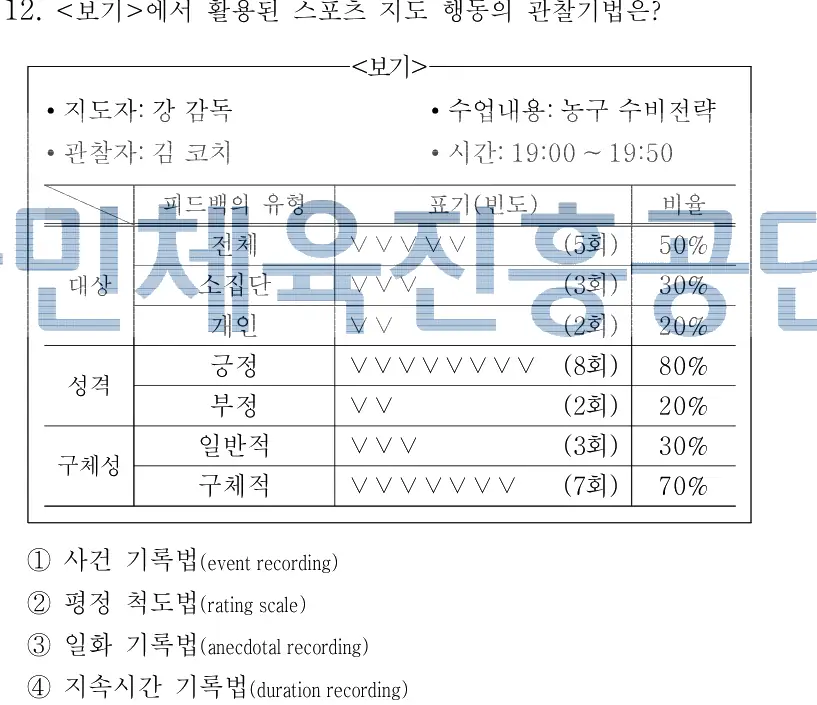 12. <보기>에서 활용된 스포츠 지도 행동의 관찰기법은?
<보기>
• 지도자: 강 감독 • 수업내용: 농구 수비전략
• 관찰자: 김 코치 • 시간: 19:00 ~ 19:50
피드백의 유형 표기(빈도) 비율
전체 ∨∨∨∨∨ (5회) 50%
대상 소집단 ∨∨∨ (3회) 30%
개인 ∨∨ (2회) 20%
성격 긍정 ∨∨∨∨∨∨∨∨ (8회) 80%
부정 ∨∨ (2회) 20%
구체성 일반적 ∨∨∨ (3회) 30%
구체적 ∨∨∨∨∨∨∨ (7회) 70%
민체육진흥공단
① 사건 기록법(event recording)
② 평정 척도법(rating scale)
③ 일화 기록법(anecdotal recording)
④ 지속시간 기록법(duration recording)